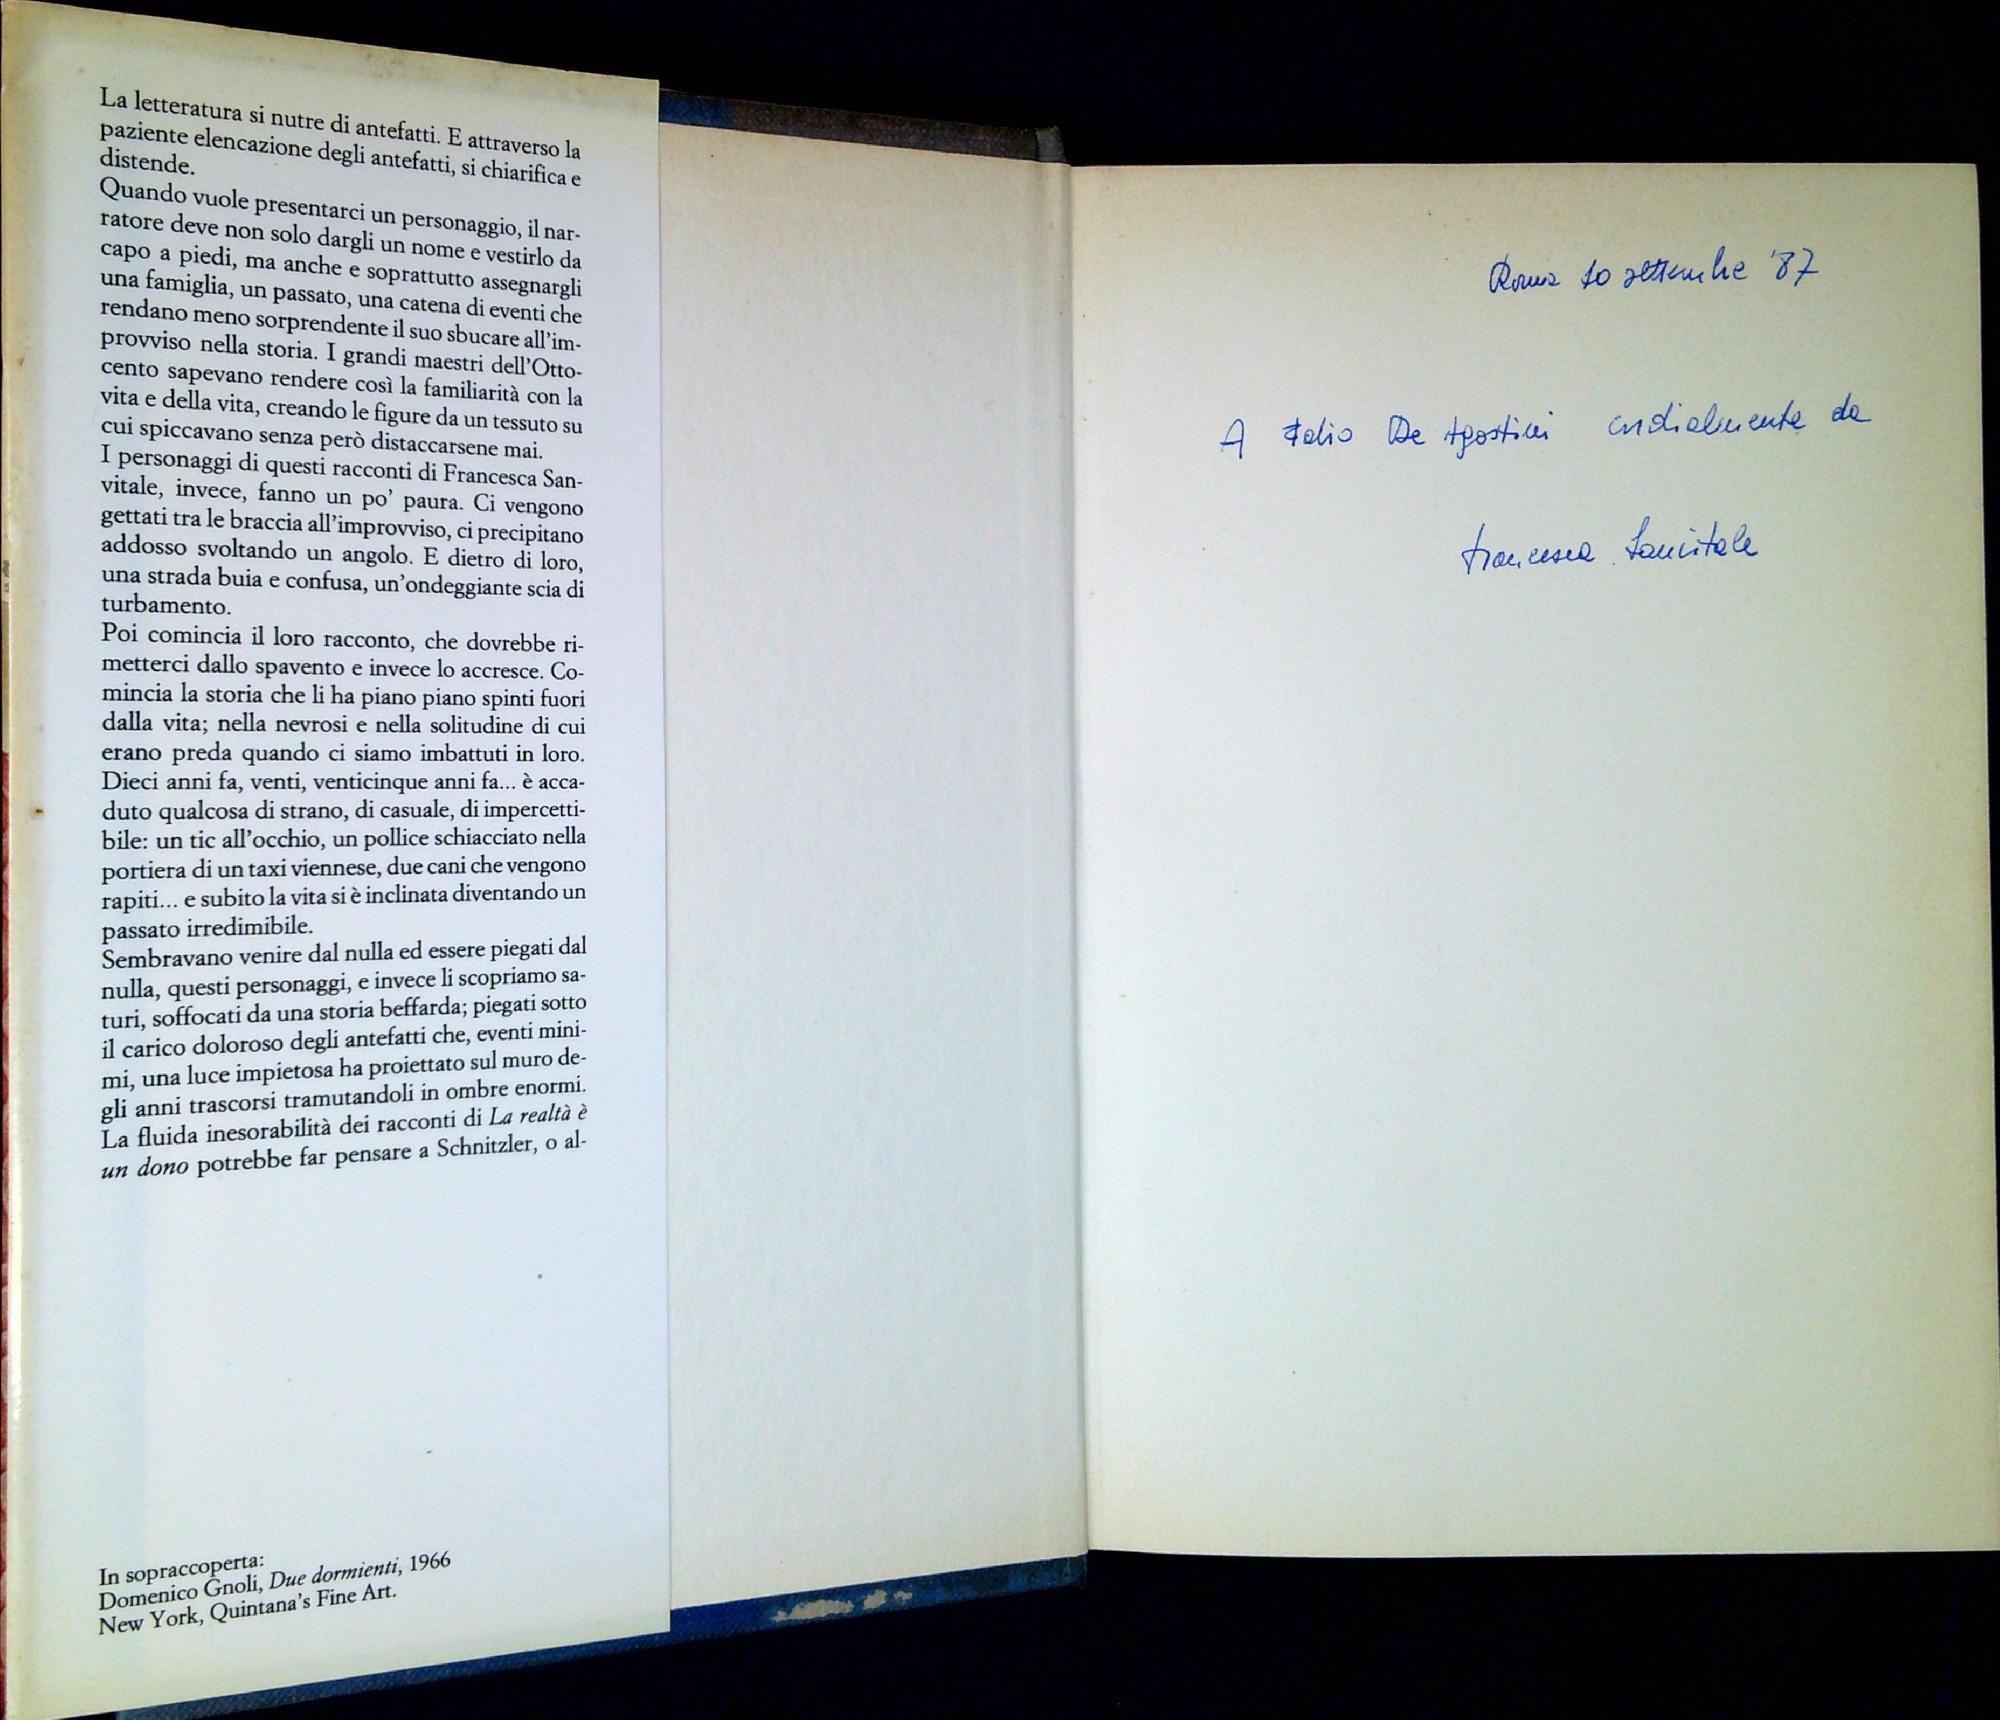 La letteratura si nutre di antefatti. E attraverso la
paziente elencazione degli antefatti, si chiarifica e
distende.
Quando vuole presentarci un personaggio, il nar-
ratore deve non solo dargli un nome e vestirlo da
capo a piedi, ma anche e soprattutto assegnargli
una famiglia, un passato, una catena di eventi che
rendano meno sorprendente il suo sbucare all'im-
provviso nella storia. I grandi maestri dell'Otto-
cento sapevano rendere così la familiarità con la
vita e della vita, creando le figure da un tessuto su
cui spiccavano senza però distaccarsene mai.
I personaggi di questi racconti di Francesca San-
vitale, invece, fanno un po' paura. Ci vengono
gettati tra le braccia all'improvviso, ci precipitano
addosso svoltando un angolo. E dietro di loro,
una strada buia e confusa, un'ondeggiante scia di
turbamento.
Poi comincia il loro racconto, che dovrebbe ri-
metterci dallo spavento e invece lo accresce. Co-
mincia la storia che li ha piano piano spinti fuori
dalla vita; nella nevrosi e nella solitudine di cui
erano preda quando ci siamo imbattuti in loro.
Dieci anni fa, venti, venticinque anni fa... è acca-
duto qualcosa di strano, di casuale, di impercetti-
bile: un tic all'occhio, un pollice schiacciato nella
portiera di un taxi viennese, due cani che vengono
rapiti... e subito la vita si è inclinata diventando un
passato irredimibile.
Sembravano venire dal nulla ed essere piegati dal
nulla, questi personaggi, e invece li scopriamo sa-
turi, soffocati da una storia beffarda; piegati sotto
il carico doloroso degli antefatti che, eventi mini-
mi, una luce impietosa ha proiettato sul muro de-
gli anni trascorsi tramutandoli in ombre enormi.
La fluida inesorabilità dei racconti di La realtà è
un dono potrebbe far pensare a Schnitzler, o al-
In sopraccoperta:
Domenico Gnoli, Due dormienti, 1966
New York, Quintana's Fine Art.
Roma 10 settembre '87
A De Agostini cordialmente da
Francesca Sanvitale